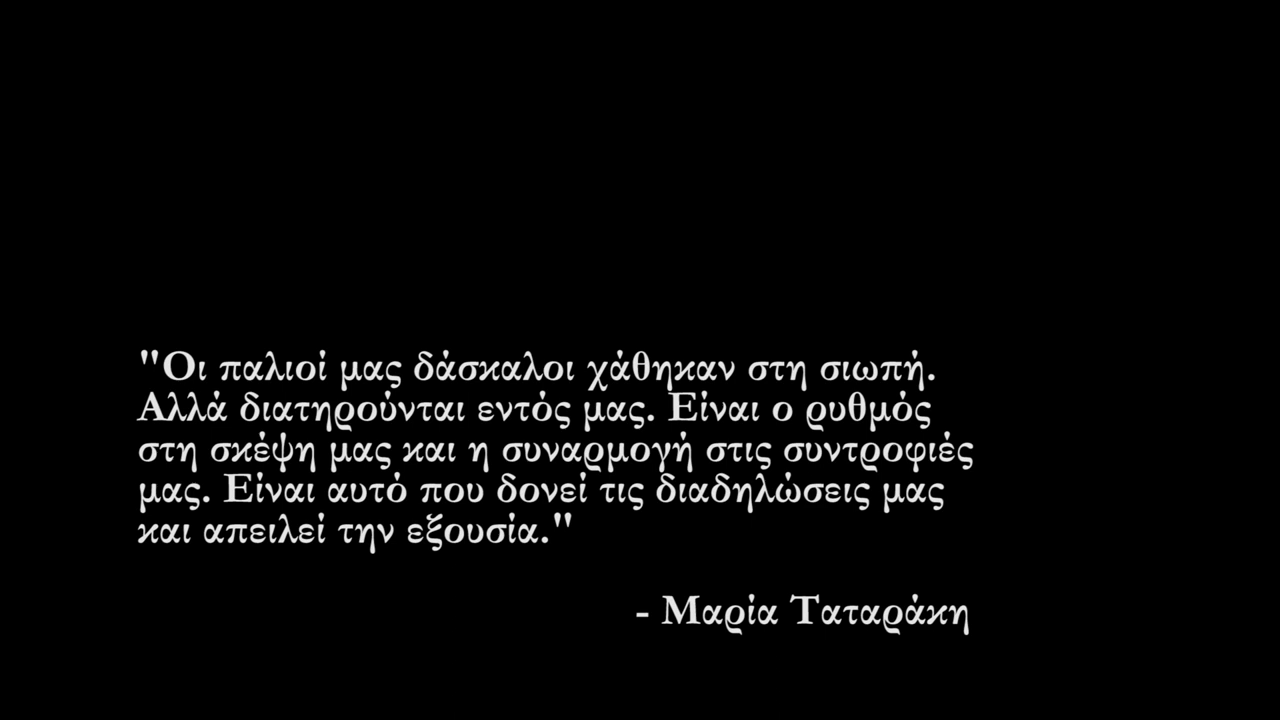 "Οι παλιοί μας δάσκαλοι χάθηκαν στη σιωπή.
Αλλά διατηρούνται εντός μας. Είναι ο ρυθμός
στη σκέψη μας και η συναρμογή στις συντροφιές
μας. Είναι αυτό που δονεί τις διαδηλώσεις μας
και απειλεί την εξουσία."
- Μαρία Ταταράκη